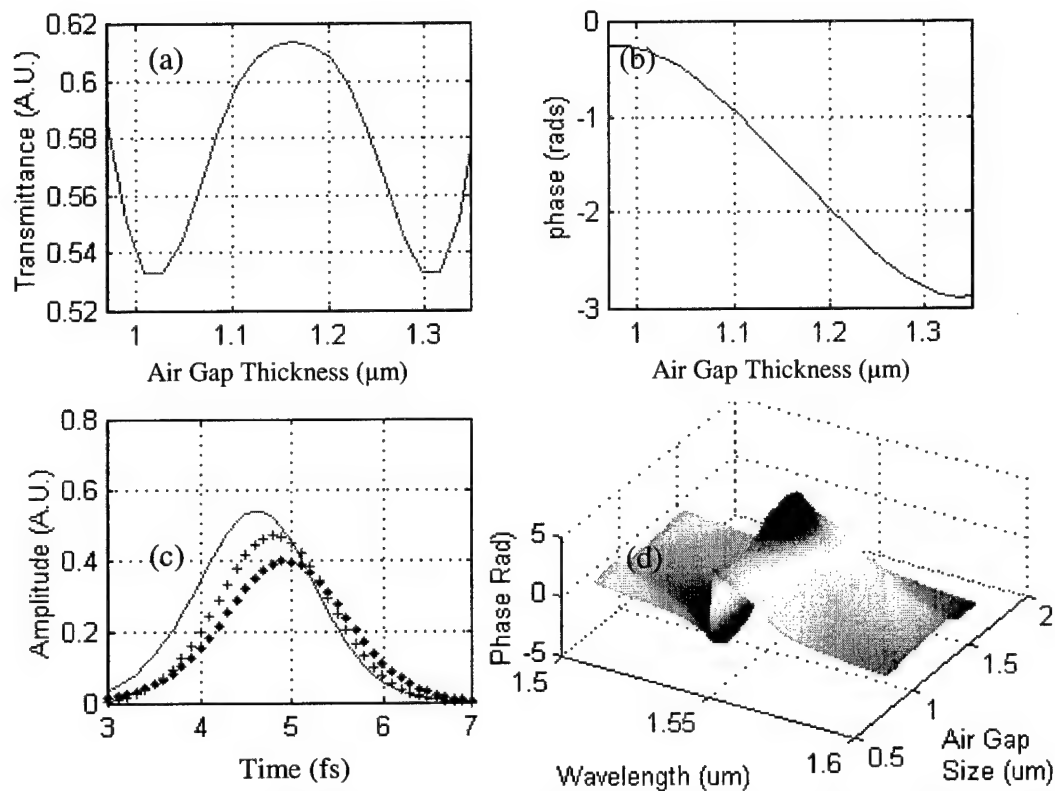 0.62
0.6
0.58
0.56
0.54
0.52
Transmittance (A.U.)
(a)
1 1.1 1.2 1.3
Air Gap Thickness (μm)
-0
-1
-2
-3
phase (rads)
(b)
1 1.1 1.2 1.3
Air Gap Thickness (μm)
0.8
0.6
0.4
0.2
0
Amplitude (A.U.)
(c)
3 4 5 6 7
Time (fs)
5
0
-5
Phase Rad)
(d)
1.5
1.55
1.6
Wavelength (um)
0.5
1
1.5
2
Air Gap
Size (um)